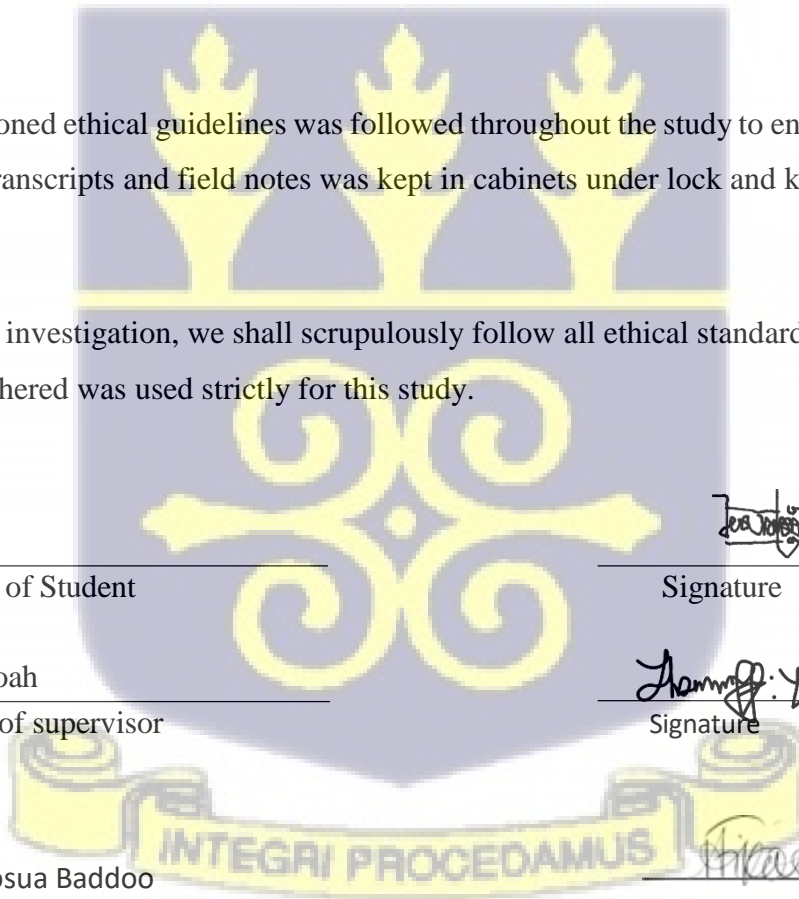 oned ethical guidelines was followed throughout the study to en
ranscripts and field notes was kept in cabinets under lock and k
investigation, we shall scrupulously follow all ethical standard
hered was used strictly for this study.
of Student Signature
oah
of supervisor Signature
INTEGRI PROCEDAMUS
osua Baddoo